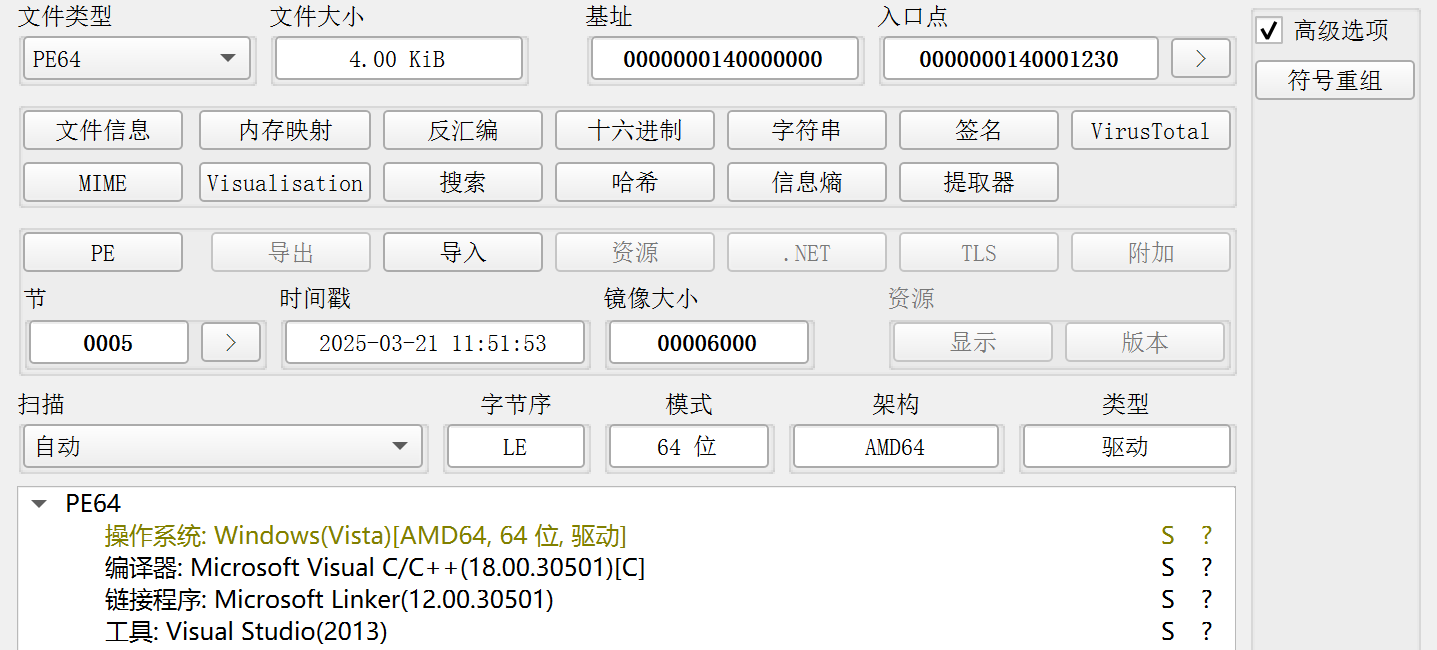 文件类型 文件大小 基址 入口点
PE64 4.00 KiB 0000000140000000 0000000140001230 >
高级选项
符号重组
文件信息 内存映射 反汇编 十六进制 字符串 签名 VirusTotal
MIME Visualisation 搜索 哈希 信息熵 提取器
PE 导出 导入 资源 .NET TLS 附加
节 时间戳 镜像大小 资源
0005 > 2025-03-21 11:51:53 00006000 显示 版本
扫描 字节序 模式 架构 类型
自动 LE 64 位 AMD64 驱动
PE64
操作系统: Windows(Vista)[AMD64, 64 位, 驱动] S ?
编译器: Microsoft Visual C/C++(18.00.30501)[C] S ?
链接程序: Microsoft Linker(12.00.30501) S ?
工具: Visual Studio(2013) S ?